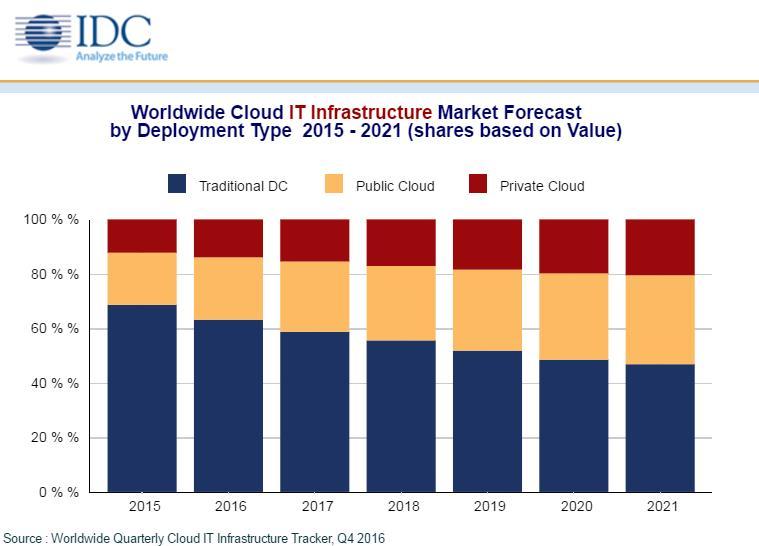 IDC
Analyze the Future
Worldwide Cloud IT Infrastructure Market Forecast
by Deployment Type 2015 - 2021 (shares based on Value)
Traditional DC Public Cloud Private Cloud
100 % %
80 % %
60 % %
40 % %
20 % %
0 % %
2015 2016 2017 2018 2019 2020 2021
Source : Worldwide Quarterly Cloud IT Infrastructure Tracker, Q4 2016